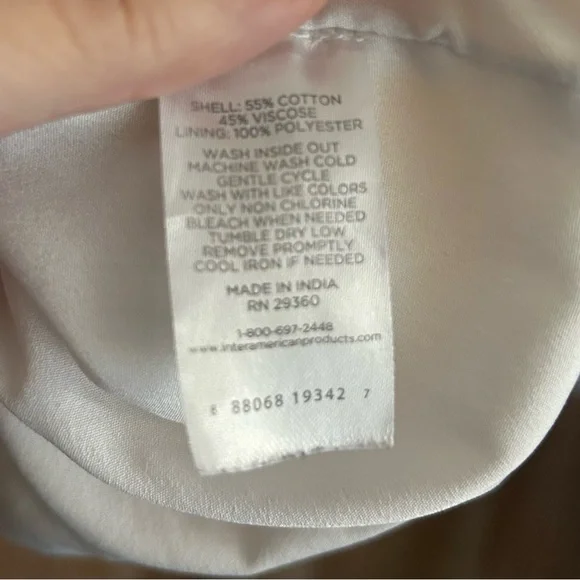 SHELL: 55% COTTON
45% VISCOSE
LINING: 100% POLYESTER
WASH INSIDE OUT
MACHINE WASH COLD
GENTLE CYCLE
WASH WITH LIKE COLORS
ONLY NON CHLORINE
BLEACH WHEN NEEDED
TUMBLE DRY LOW
REMOVE PROMPTLY
COOL IRON IF NEEDED
MADE IN INDIA
RN 29360
1-800-697-2448
www.interamericanproducts.com
8 88068 19342 7